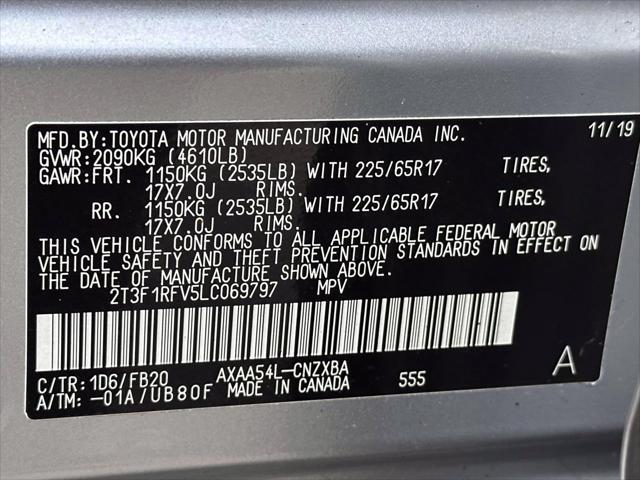 MFD.BY:TOYOTA MOTOR MANUFACTURING CANADA INC. 11/19
GVWR:2090KG (4610LB)
GAWR:FRT. 1150KG (2535LB) WITH 225/65R17 TIRES,
17X7.0J RIMS.
RR. 1150KG (2535LB) WITH 225/65R17 TIRES,
17X7.0J RIMS.
THIS VEHICLE CONFORMS TO ALL APPLICABLE FEDERAL MOTOR
VEHICLE SAFETY AND THEFT PREVENTION STANDARDS IN EFFECT ON
THE DATE OF MANUFACTURE SHOWN ABOVE.
2T3F1RFV5LC069797 MPV
C/TR:1D6/FB20 AXAA54L-CNZXBA A
A/TM:-01A/UB80F MADE IN CANADA 555